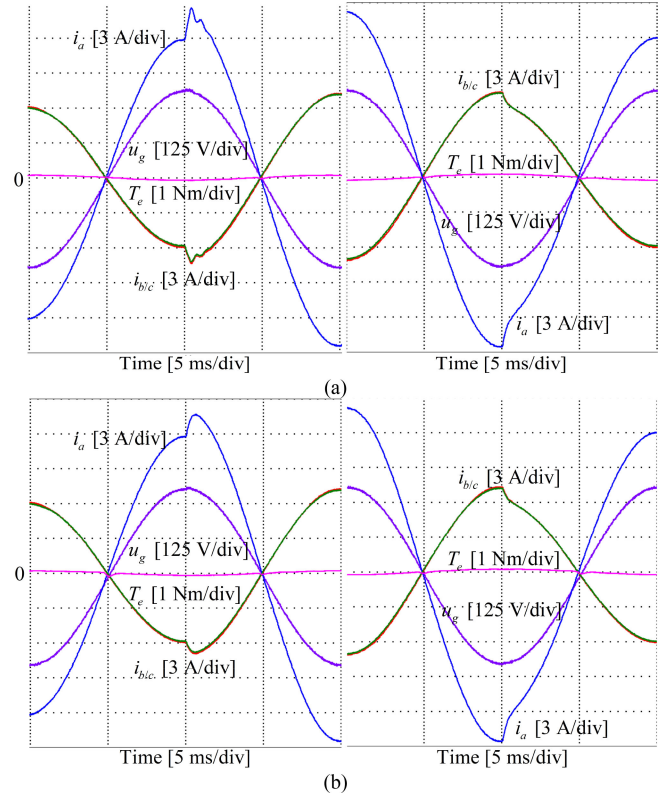 i_a [3 A/div]
u_g [125 V/div]
0
T_e [1 Nm/div]
i_b/c [3 A/div]
Time [5 ms/div]
i_b/c [3 A/div]
T_e [1 Nm/div]
u_g [125 V/div]
i_a [3 A/div]
Time [5 ms/div]
(a)
i_a [3 A/div]
u_g [125 V/div]
0
T_e [1 Nm/div]
i_b/c [3 A/div]
Time [5 ms/div]
i_b/c [3 A/div]
T_e [1 Nm/div]
u_g [125 V/div]
i_a [3 A/div]
Time [5 ms/div]
(b)